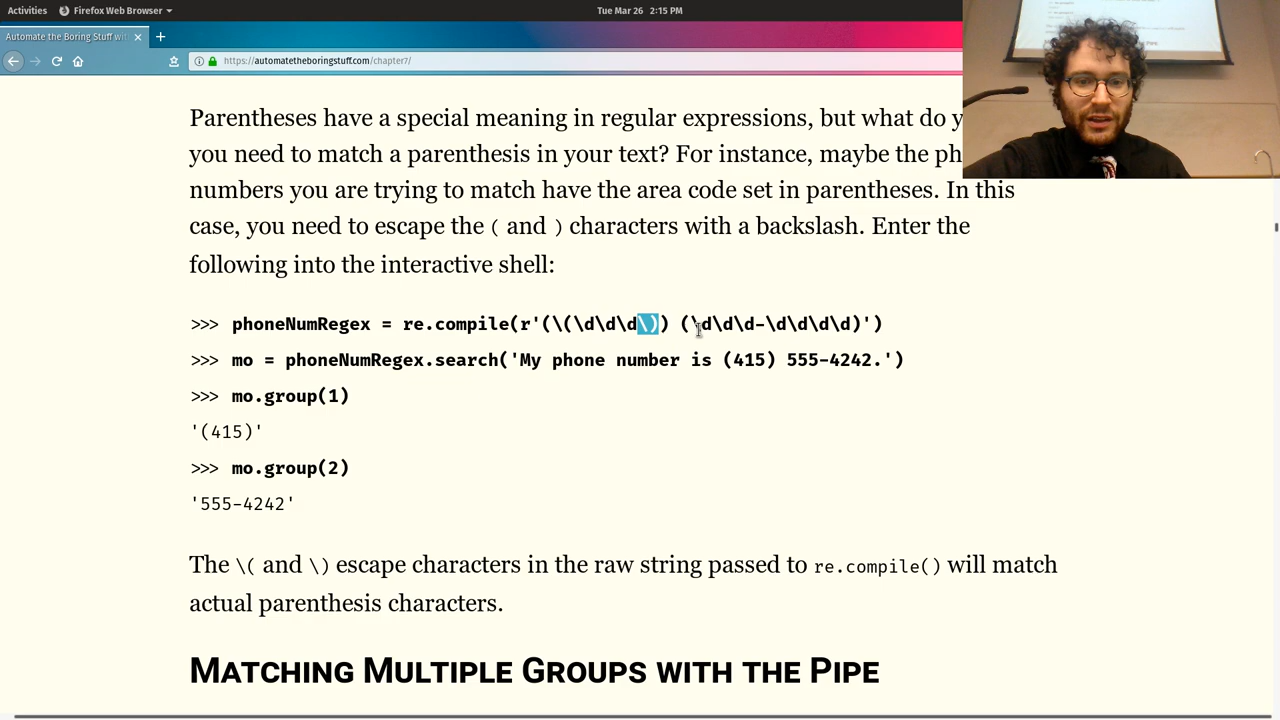 Activities Firefox Web Browser Tue Mar 26 2:15 PM
Automate the Boring Stuff wit
https://automatetheboringstuff.com/chapter7/
Parentheses have a special meaning in regular expressions, but what do y
you need to match a parenthesis in your text? For instance, maybe the ph
numbers you are trying to match have the area code set in parentheses. In this
case, you need to escape the ( and ) characters with a backslash. Enter the
following into the interactive shell:
>>> phoneNumRegex = re.compile(r'(\(\d\d\d\)) (\d\d\d-\d\d\d\d)')
>>> mo = phoneNumRegex.search('My phone number is (415) 555-4242.')
>>> mo.group(1)
'(415)'
>>> mo.group(2)
'555-4242'
The \( and \) escape characters in the raw string passed to re.compile() will match
actual parenthesis characters.
MATCHING MULTIPLE GROUPS WITH THE PIPE